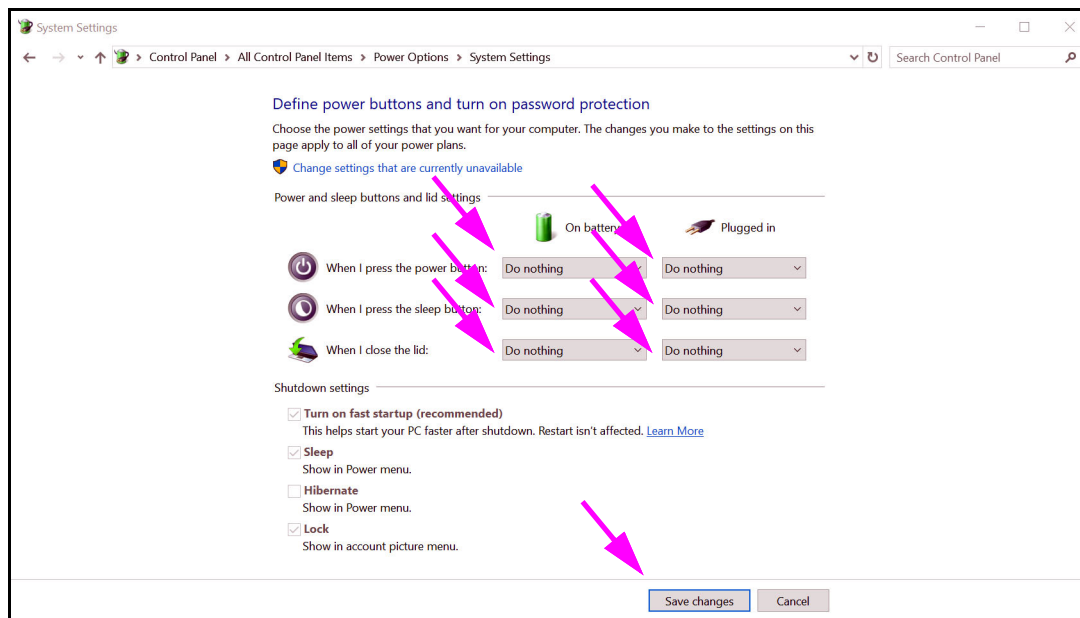 System Settings
Control Panel > All Control Panel Items > Power Options > System Settings
Search Control Panel
Define power buttons and turn on password protection
Choose the power settings that you want for your computer. The changes you make to the settings on this
page apply to all of your power plans.
Change settings that are currently unavailable
Power and sleep buttons and lid settings
On battery
Plugged in
When I press the power button: Do nothing Do nothing
When I press the sleep button: Do nothing Do nothing
When I close the lid: Do nothing Do nothing
Shutdown settings
Turn on fast startup (recommended)
This helps start your PC faster after shutdown. Restart isn't affected. Learn More
Sleep
Show in Power menu.
Hibernate
Show in Power menu.
Lock
Show in account picture menu.
Save changes
Cancel